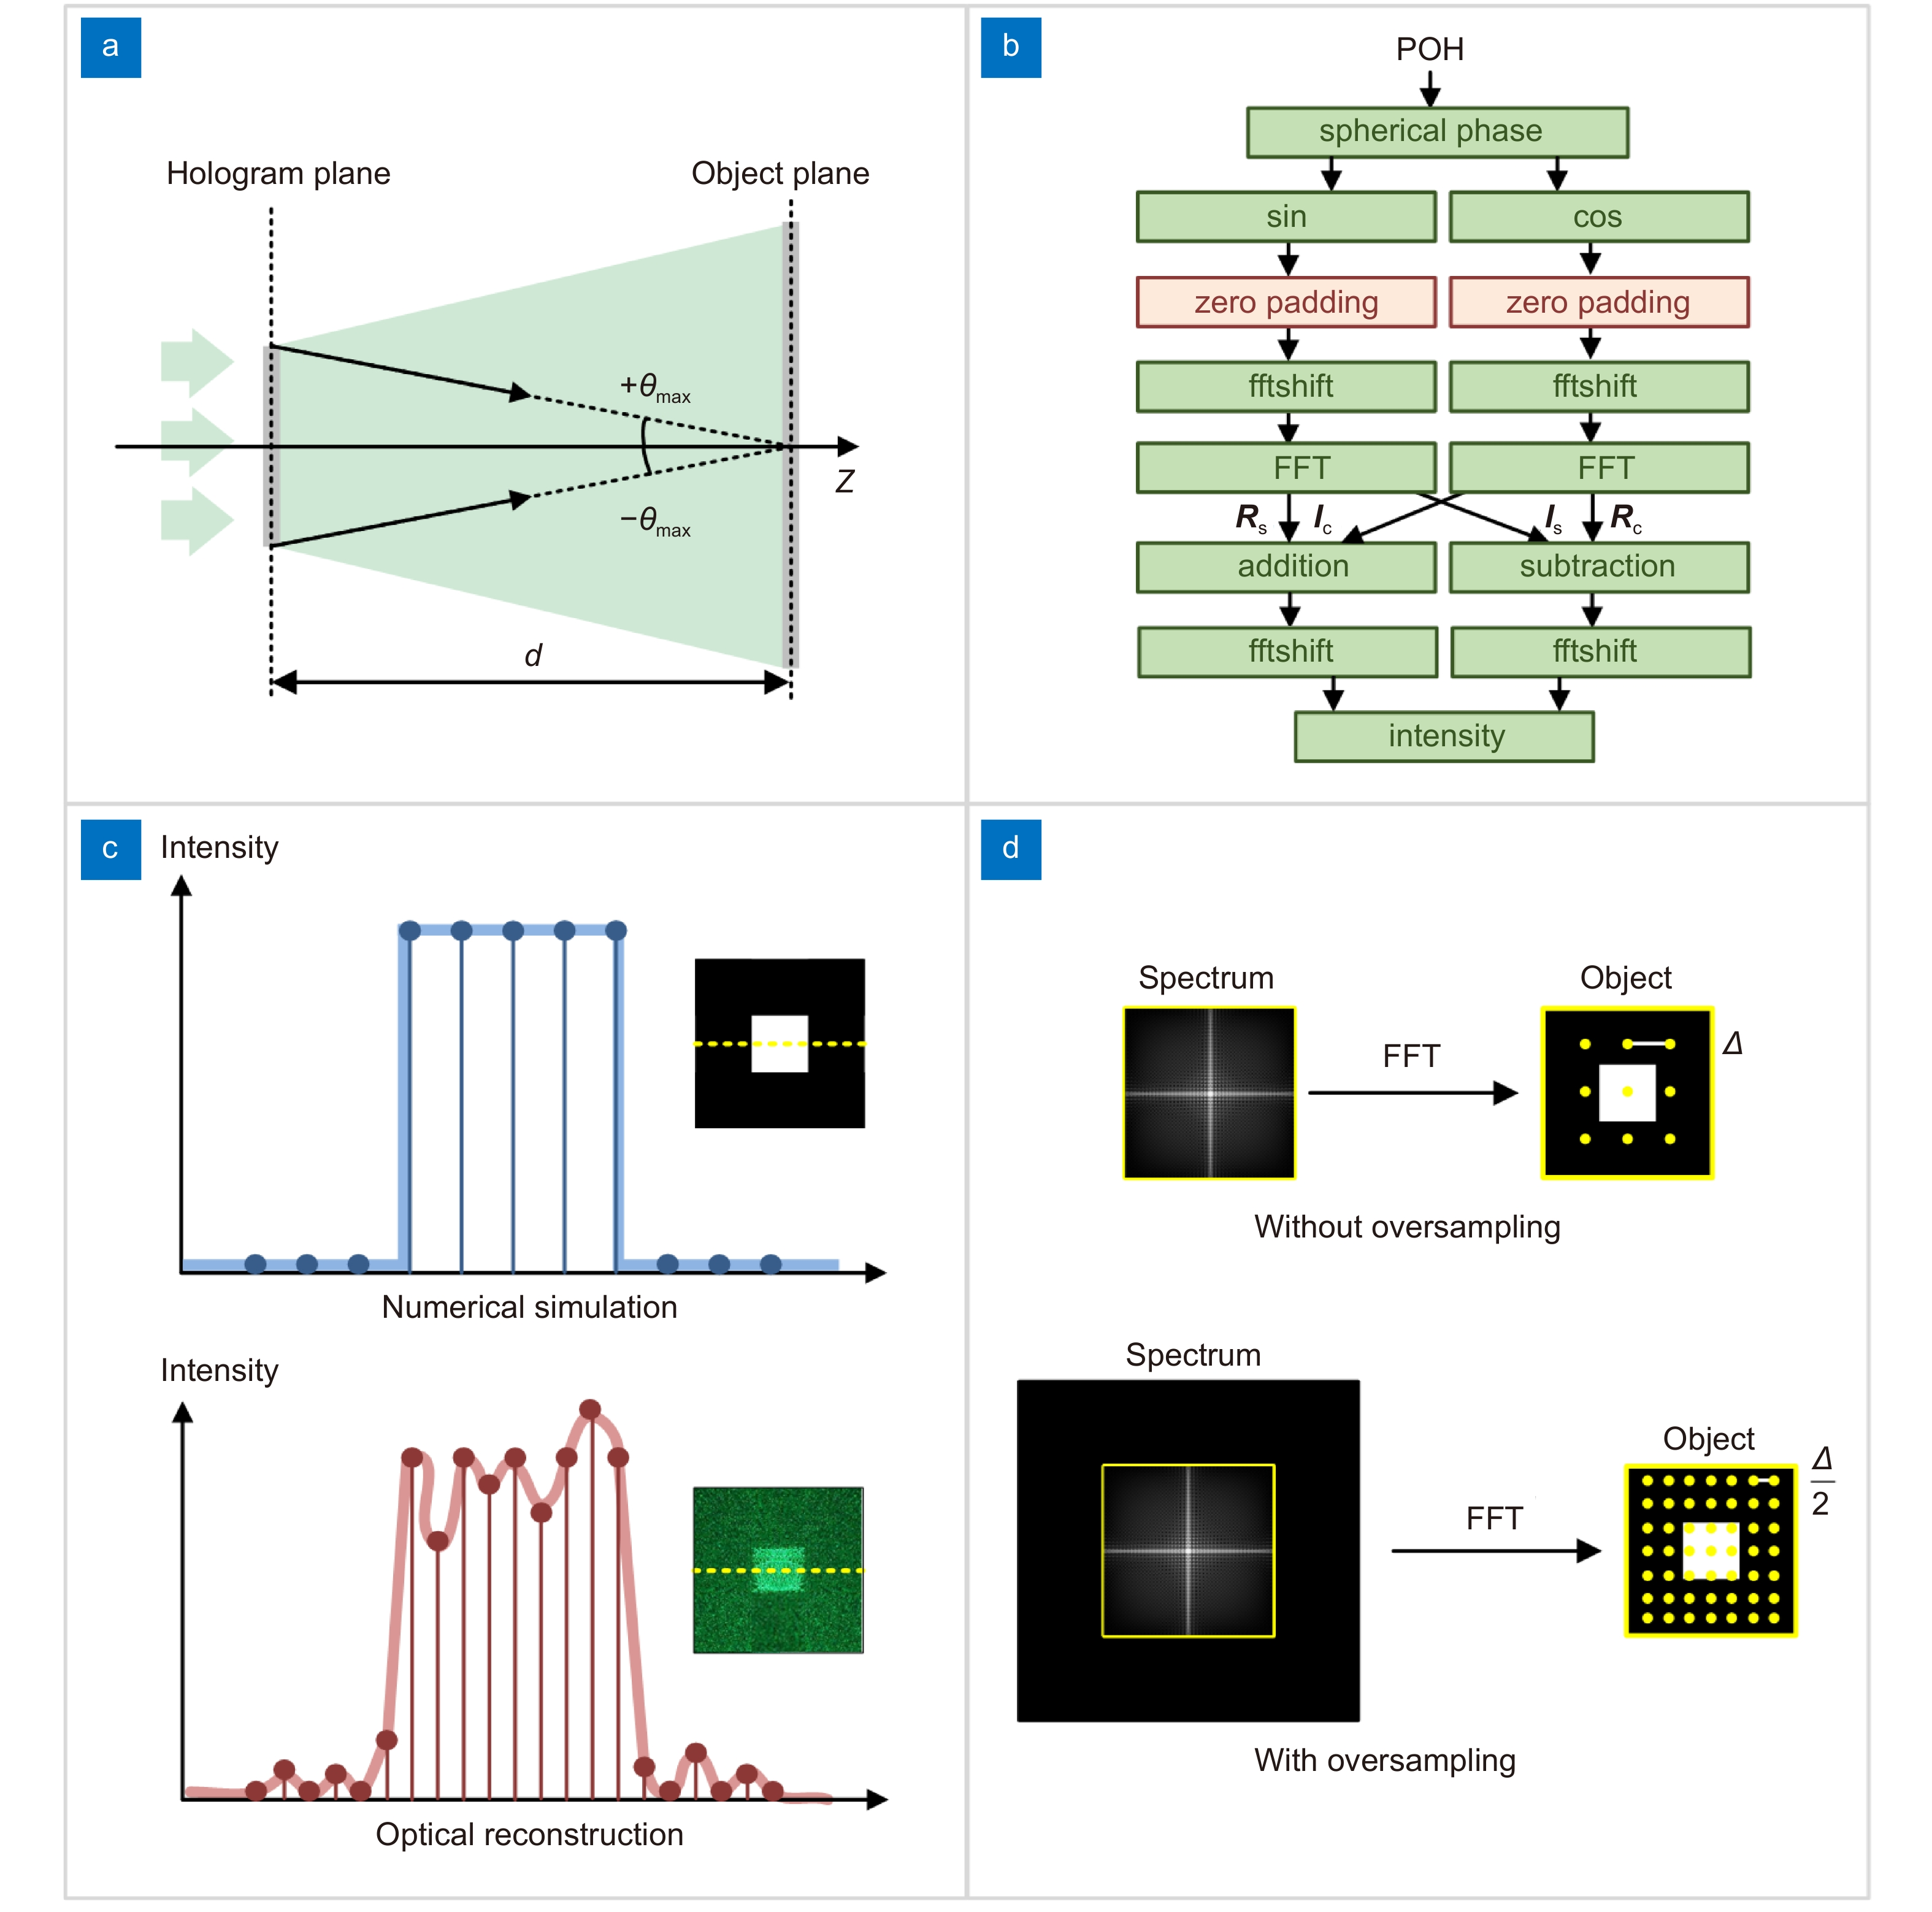 a
Hologram plane
Object plane
+θmax
Z
−θmax
d
b
POH
spherical phase
sin
cos
zero padding
zero padding
fftshift
fftshift
FFT
FFT
Rs
Ic
Is
Rc
addition
subtraction
fftshift
fftshift
intensity
c
Intensity
Numerical simulation
Intensity
Optical reconstruction
d
Spectrum
Object
FFT
Δ
Without oversampling
Spectrum
Object
FFT
Δ
2
With oversampling